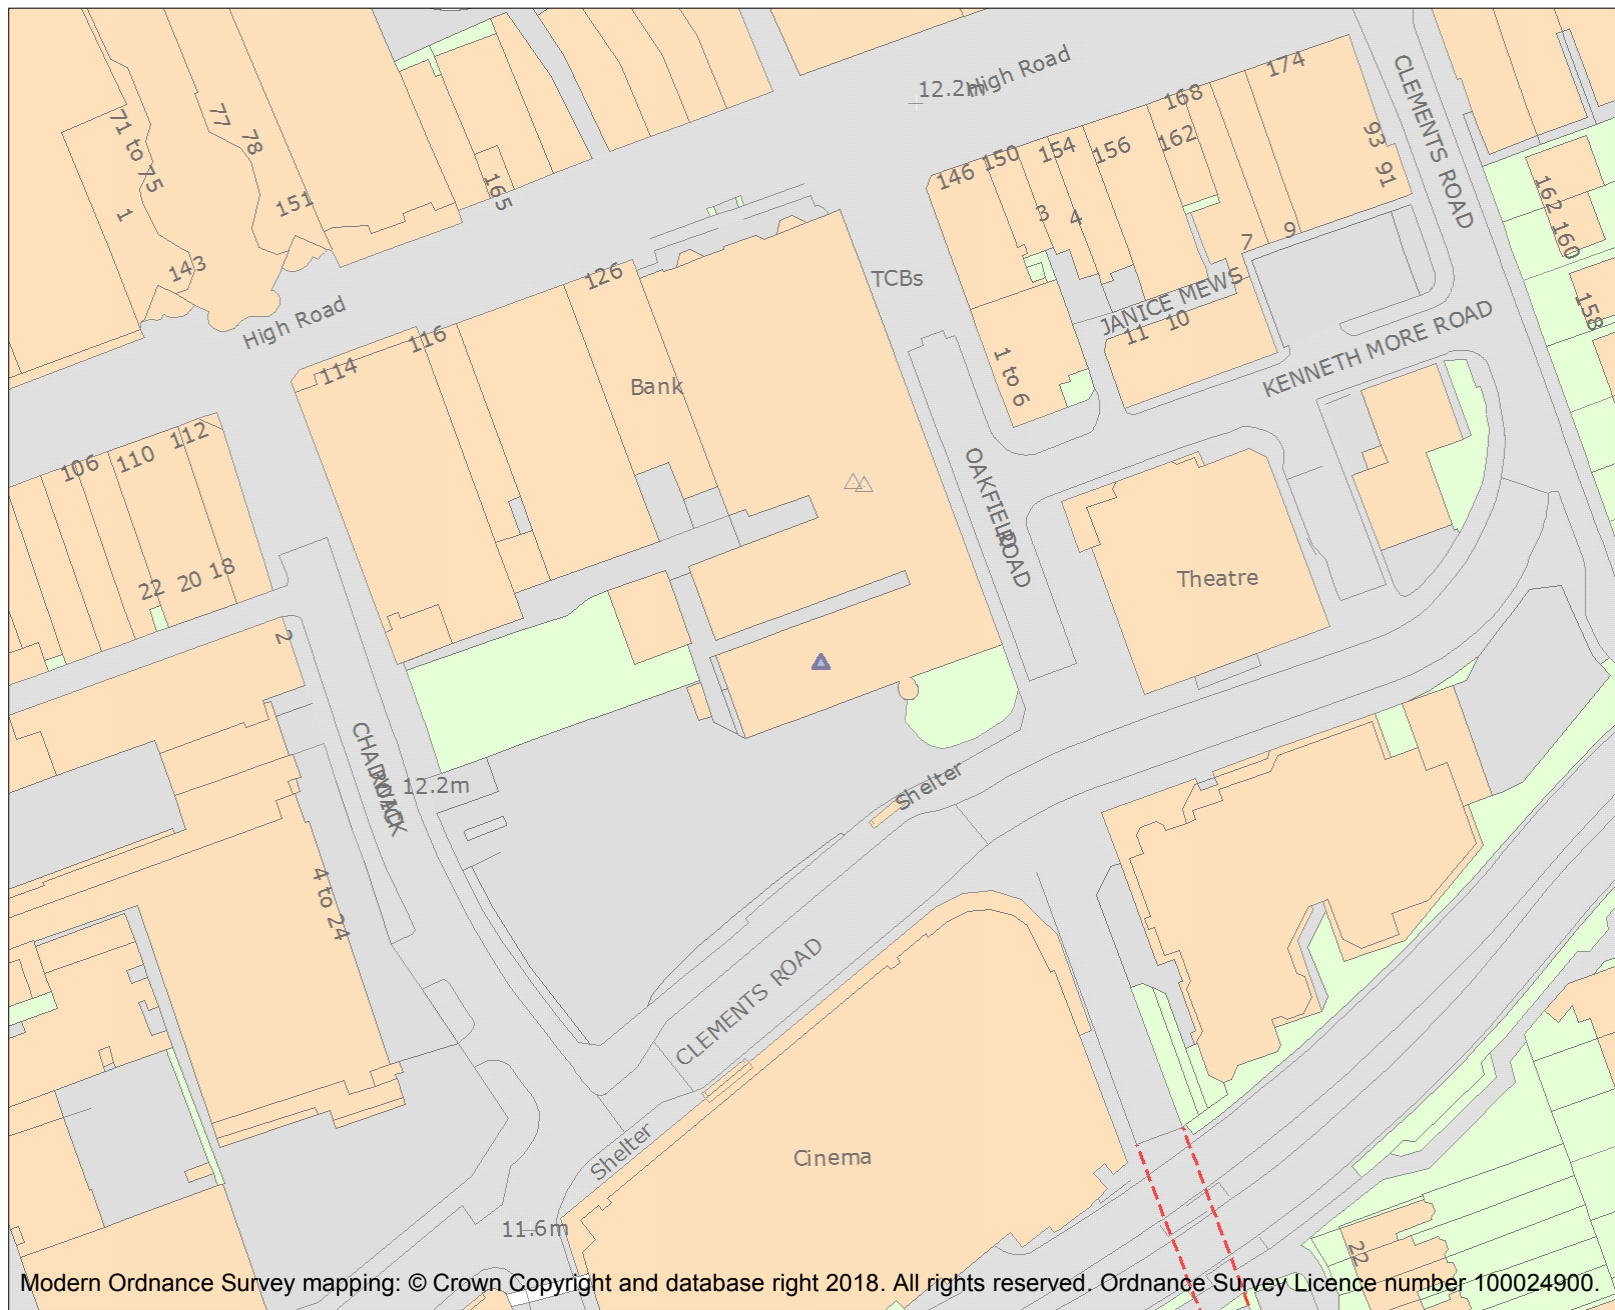 High Road
12.2m
CLEMENTS ROAD
174
168
162
156
154
150
146
93
91
71 to 75
77
78
1
151
165
143
3
4
7
9
162
160
158
126
TCBs
JANICE MEWS
11
10
High Road
116
114
Bank
1 to 6
KENNETH MORE ROAD
112
110
106
OAKFIELD
ROAD
Theatre
22
20
18
2
CHADWICK
ROAD
12.2m
Shelter
4 to 24
CLEMENTS ROAD
Shelter
Cinema
11.6m
22
Modern Ordnance Survey mapping: © Crown Copyright and database right 2018. All rights reserved. Ordnance Survey Licence number 100024900.